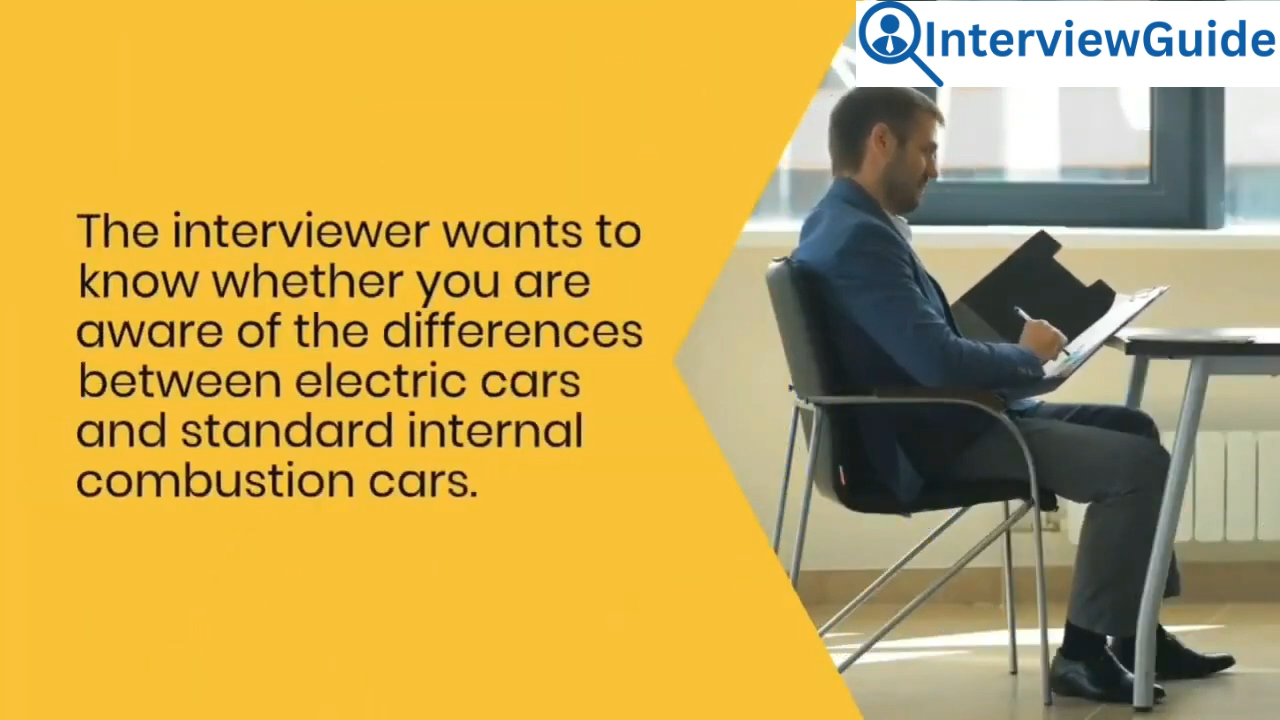 InterviewGuide
The interviewer wants to
know whether you are
aware of the differences
between electric cars
and standard internal
combustion cars.